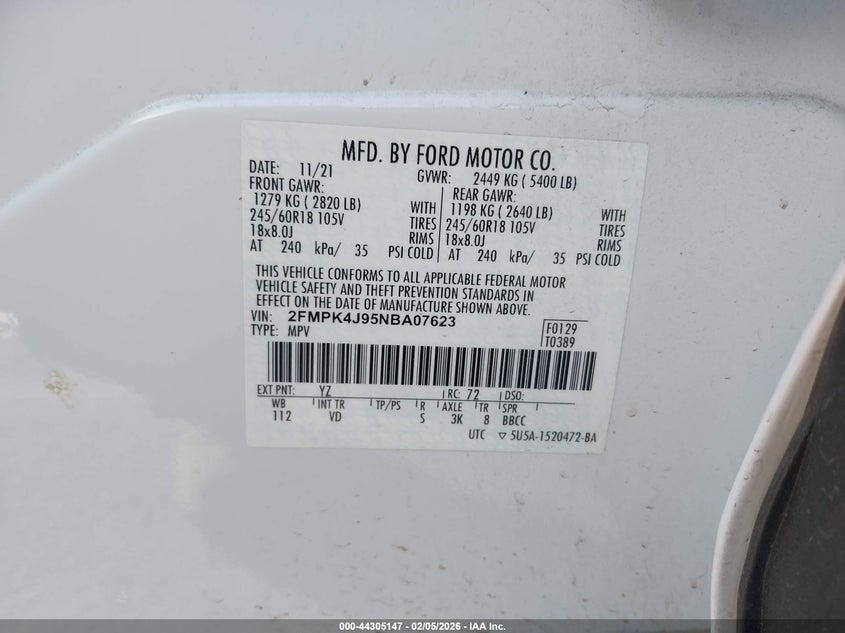 MFD. BY FORD MOTOR CO.
DATE: 11/21 GVWR: 2449 KG ( 5400 LB)
FRONT GAWR: REAR GAWR:
1279 KG ( 2820 LB) WITH 1198 KG ( 2640 LB) WITH
245/60R18 105V TIRES 245/60R18 105V TIRES
18x8.0J RIMS 18x8.0J RIMS
AT 240 kPa/ 35 PSI COLD AT 240 kPa/ 35 PSI COLD
THIS VEHICLE CONFORMS TO ALL APPLICABLE FEDERAL MOTOR
VEHICLE SAFETY AND THEFT PREVENTION STANDARDS IN
EFFECT ON THE DATE OF MANUFACTURE SHOWN ABOVE.
VIN: 2FMPK4J95NBA07623 F0129
TYPE: MPV T0389
EXT PNT: YZ RC: 72 DSO:
WB INT TR TP/PS R AXLE TR SPR
112 VD S 3K 8 BBCC
UTC ▽ 5U5A-1520472-BA
000-44305147 - 02/05/2026 - IAA Inc.